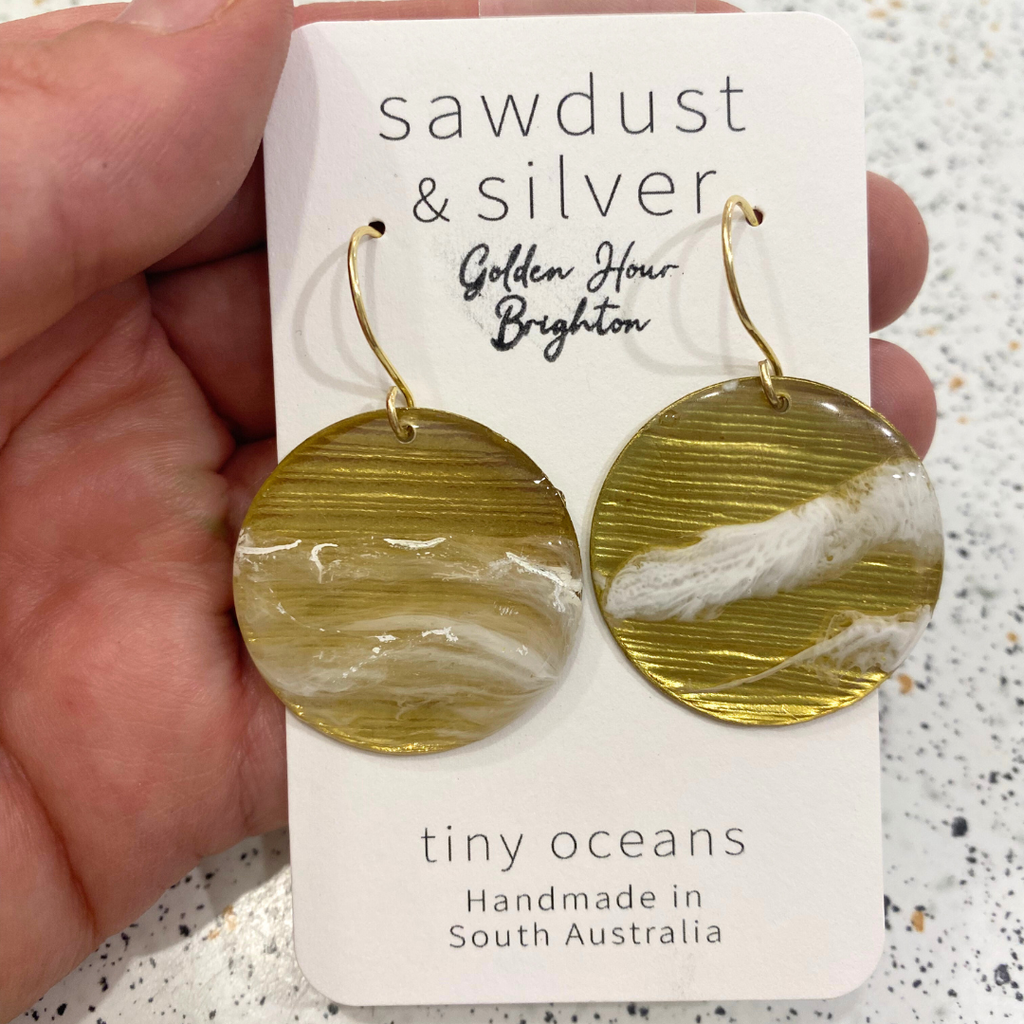 sawdust
& silver
Golden Hour
Brighton
tiny oceans
Handmade in
South Australia